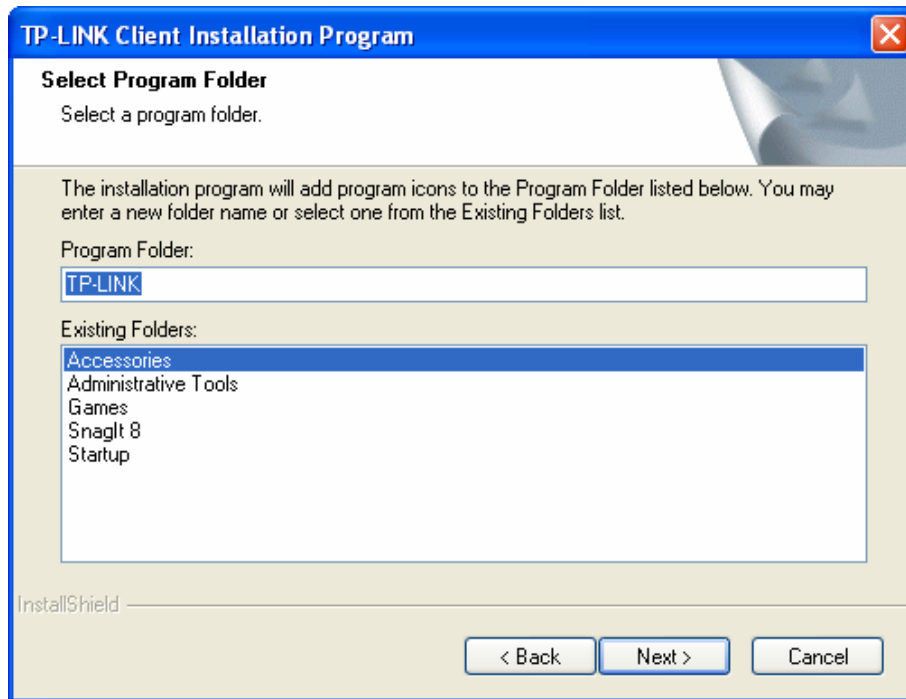 TP-LINK Client Installation Program
Select Program Folder
Select a program folder.
The installation program will add program icons to the Program Folder listed below. You may
enter a new folder name or select one from the Existing Folders list.
Program Folder:
TP-LINK
Existing Folders:
Accessories
Administrative Tools
Games
SnagIt 8
Startup
InstallShield
< Back
Next >
Cancel